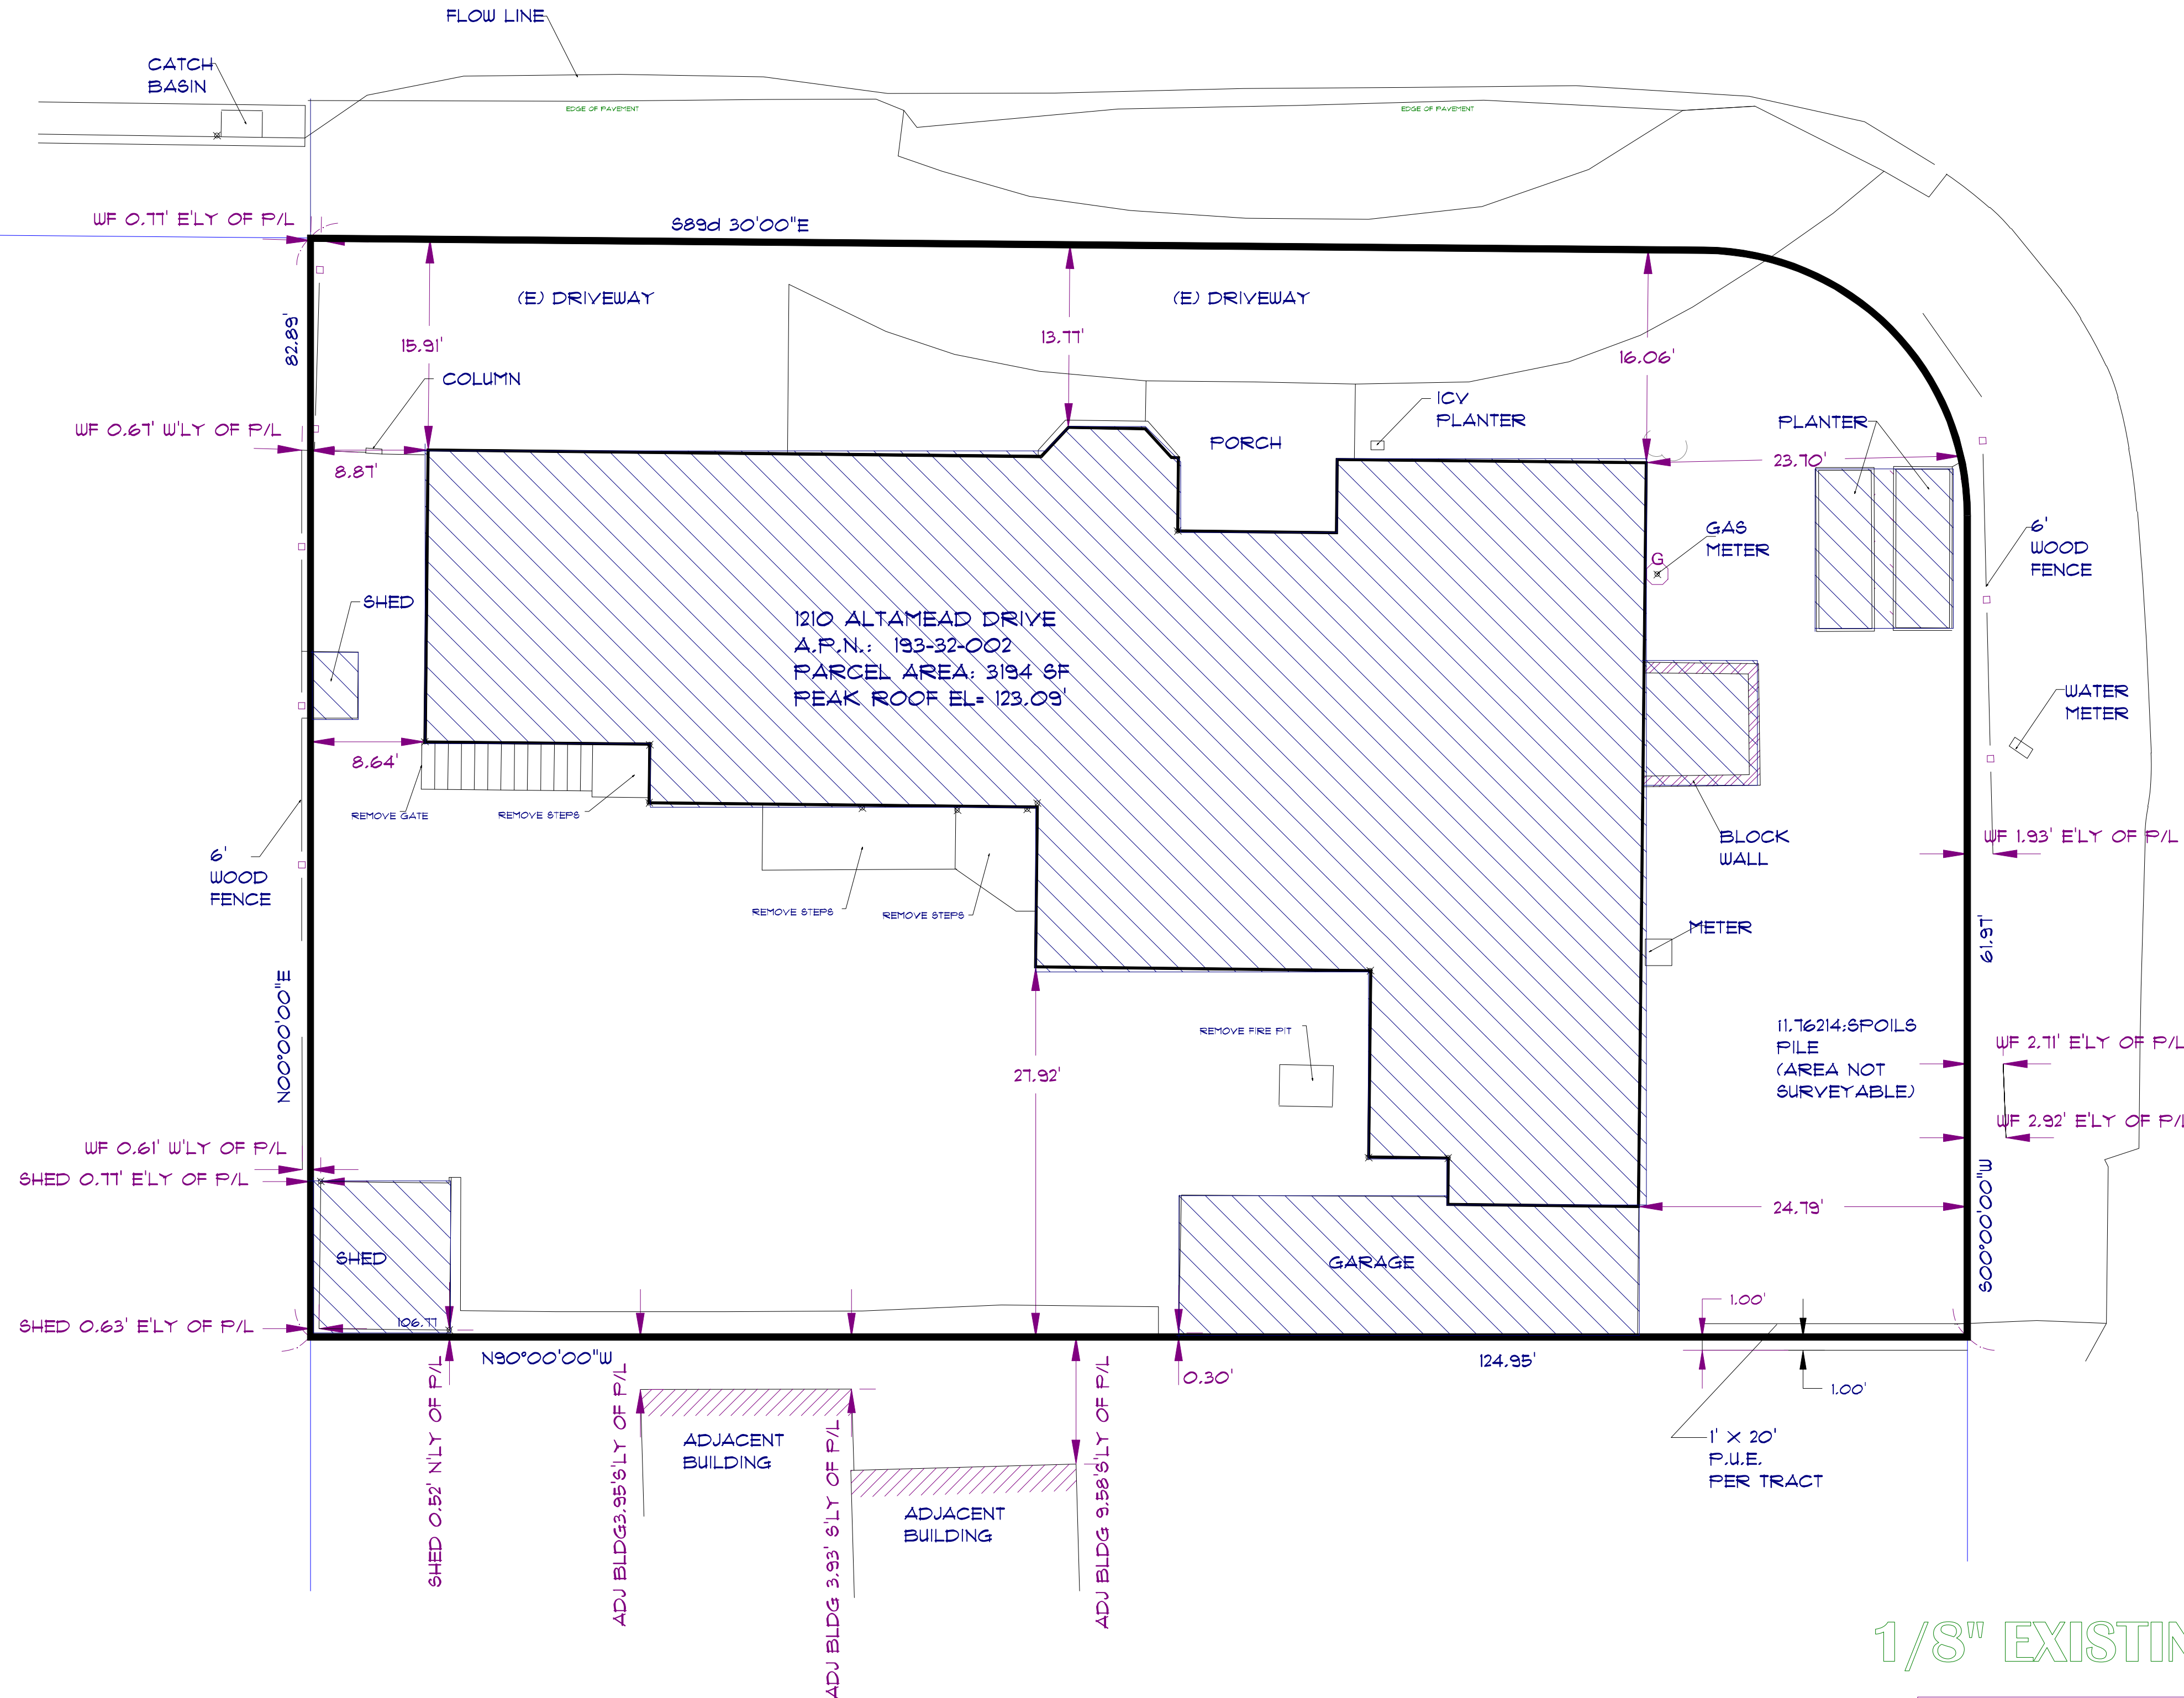 FLOW LINE
CATCH
BASIN
EDGE OF PAVEMENT
EDGE OF PAVEMENT
WF 0.77' E'LY OF P/L
S89d 30'00"E
(E) DRIVEWAY
(E) DRIVEWAY
82.89'
15.91'
13.77'
16.06'
COLUMN
ICV
PLANTER
PLANTER
WF 0.67' W'LY OF P/L
PORCH
8.87'
23.70'
GAS
METER
G
6'
WOOD
FENCE
SHED
1210 ALTAMEAD DRIVE
A.P.N.: 193-32-002
PARCEL AREA: 3194 SF
PEAK ROOF EL= 123.09'
WATER
METER
8.64'
REMOVE GATE
REMOVE STEPS
BLOCK
WALL
WF 1.93' E'LY OF P/L
6'
WOOD
FENCE
REMOVE STEPS
REMOVE STEPS
METER
61.97'
N00°00'00"E
REMOVE FIRE PIT
27.92'
i1.76214;SPOILS
PILE
(AREA NOT
SURVEYABLE)
WF 2.71' E'LY OF P/L
WF 2.92' E'LY OF P/L
WF 0.61' W'LY OF P/L
SHED 0.77' E'LY OF P/L
24.79'
S00°00'00"W
SHED
GARAGE
1.00'
SHED 0.63' E'LY OF P/L
106.77
N90°00'00"W
124.95'
0.30'
1.00'
SHED 0.52' N'LY OF P/L
ADJ BLDG3.95'S'LY OF P/L
ADJ BLDG 3.93' S'LY OF P/L
ADJ BLDG 9.58'S'LY OF P/L
ADJACENT
BUILDING
ADJACENT
BUILDING
1' X 20'
P.U.E.
PER TRACT
1/8" EXISTIN